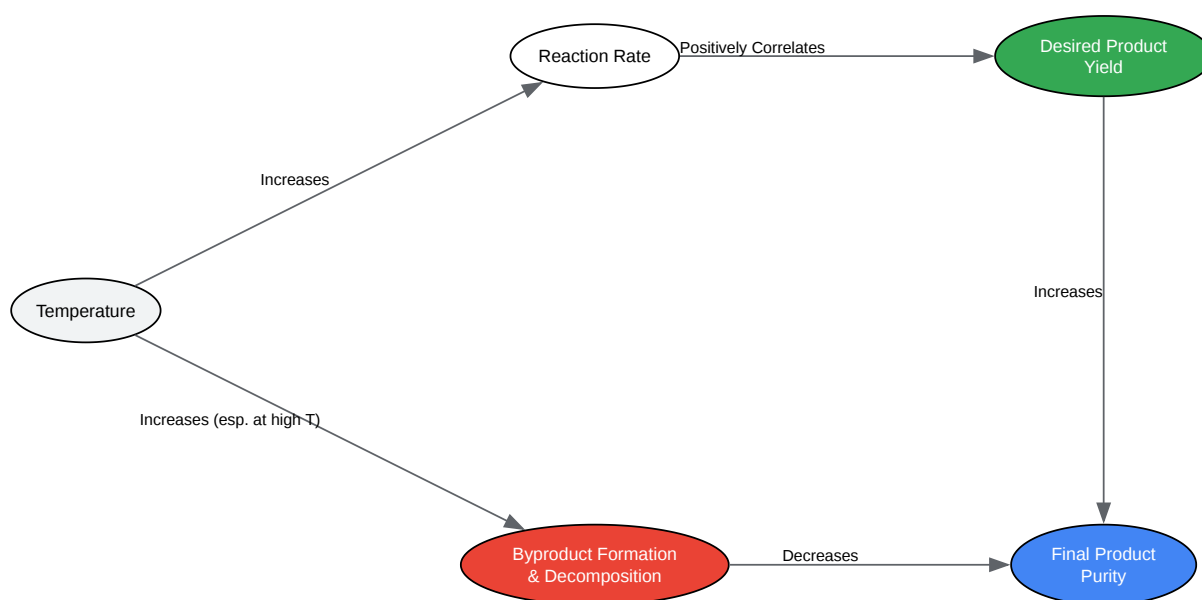 Reaction Rate
Positively Correlates
Desired Product
Yield
Increases
Temperature
Increases
Increases (esp. at high T)
Byproduct Formation
& Decomposition
Decreases
Final Product
Purity